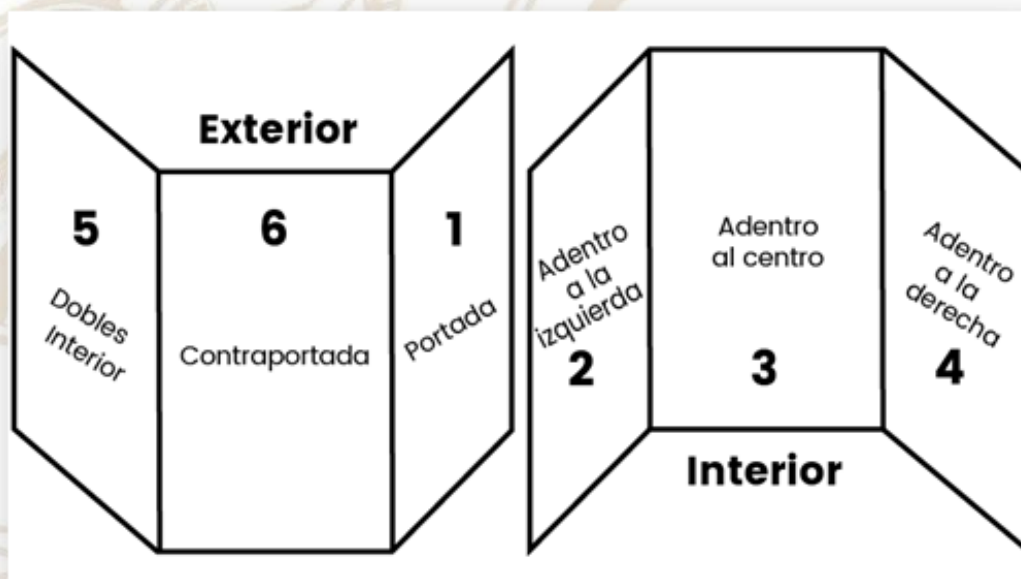 Exterior
5
Dobles
Interior
6
Contraportada
1
Portada
Adentro
a la
izquierda
2
Adentro
al centro
3
Adentro
a la
derecha
4
Interior